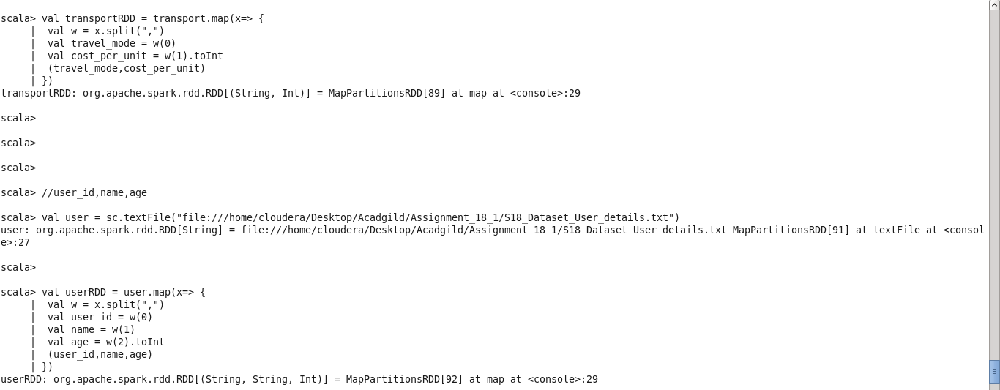 scala> val transportRDD = transport.map(x=> {
     |  val w = x.split(",")
     |  val travel_mode = w(0)
     |  val cost_per_unit = w(1).toInt
     |  (travel_mode,cost_per_unit)
     | })
transportRDD: org.apache.spark.rdd.RDD[(String, Int)] = MapPartitionsRDD[89] at map at <console>:29
scala>
scala>
scala>
scala> //user_id,name,age
scala> val user = sc.textFile("file:///home/cloudera/Desktop/Acadgild/Assignment_18_1/S18_Dataset_User_details.txt")
user: org.apache.spark.rdd.RDD[String] = file:///home/cloudera/Desktop/Acadgild/Assignment_18_1/S18_Dataset_User_details.txt MapPartitionsRDD[91] at textFile at <consol
e>:27
scala>
scala> val userRDD = user.map(x=> {
     |  val w = x.split(",")
     |  val user_id = w(0)
     |  val name = w(1)
     |  val age = w(2).toInt
     |  (user_id,name,age)
     | })
userRDD: org.apache.spark.rdd.RDD[(String, String, Int)] = MapPartitionsRDD[92] at map at <console>:29